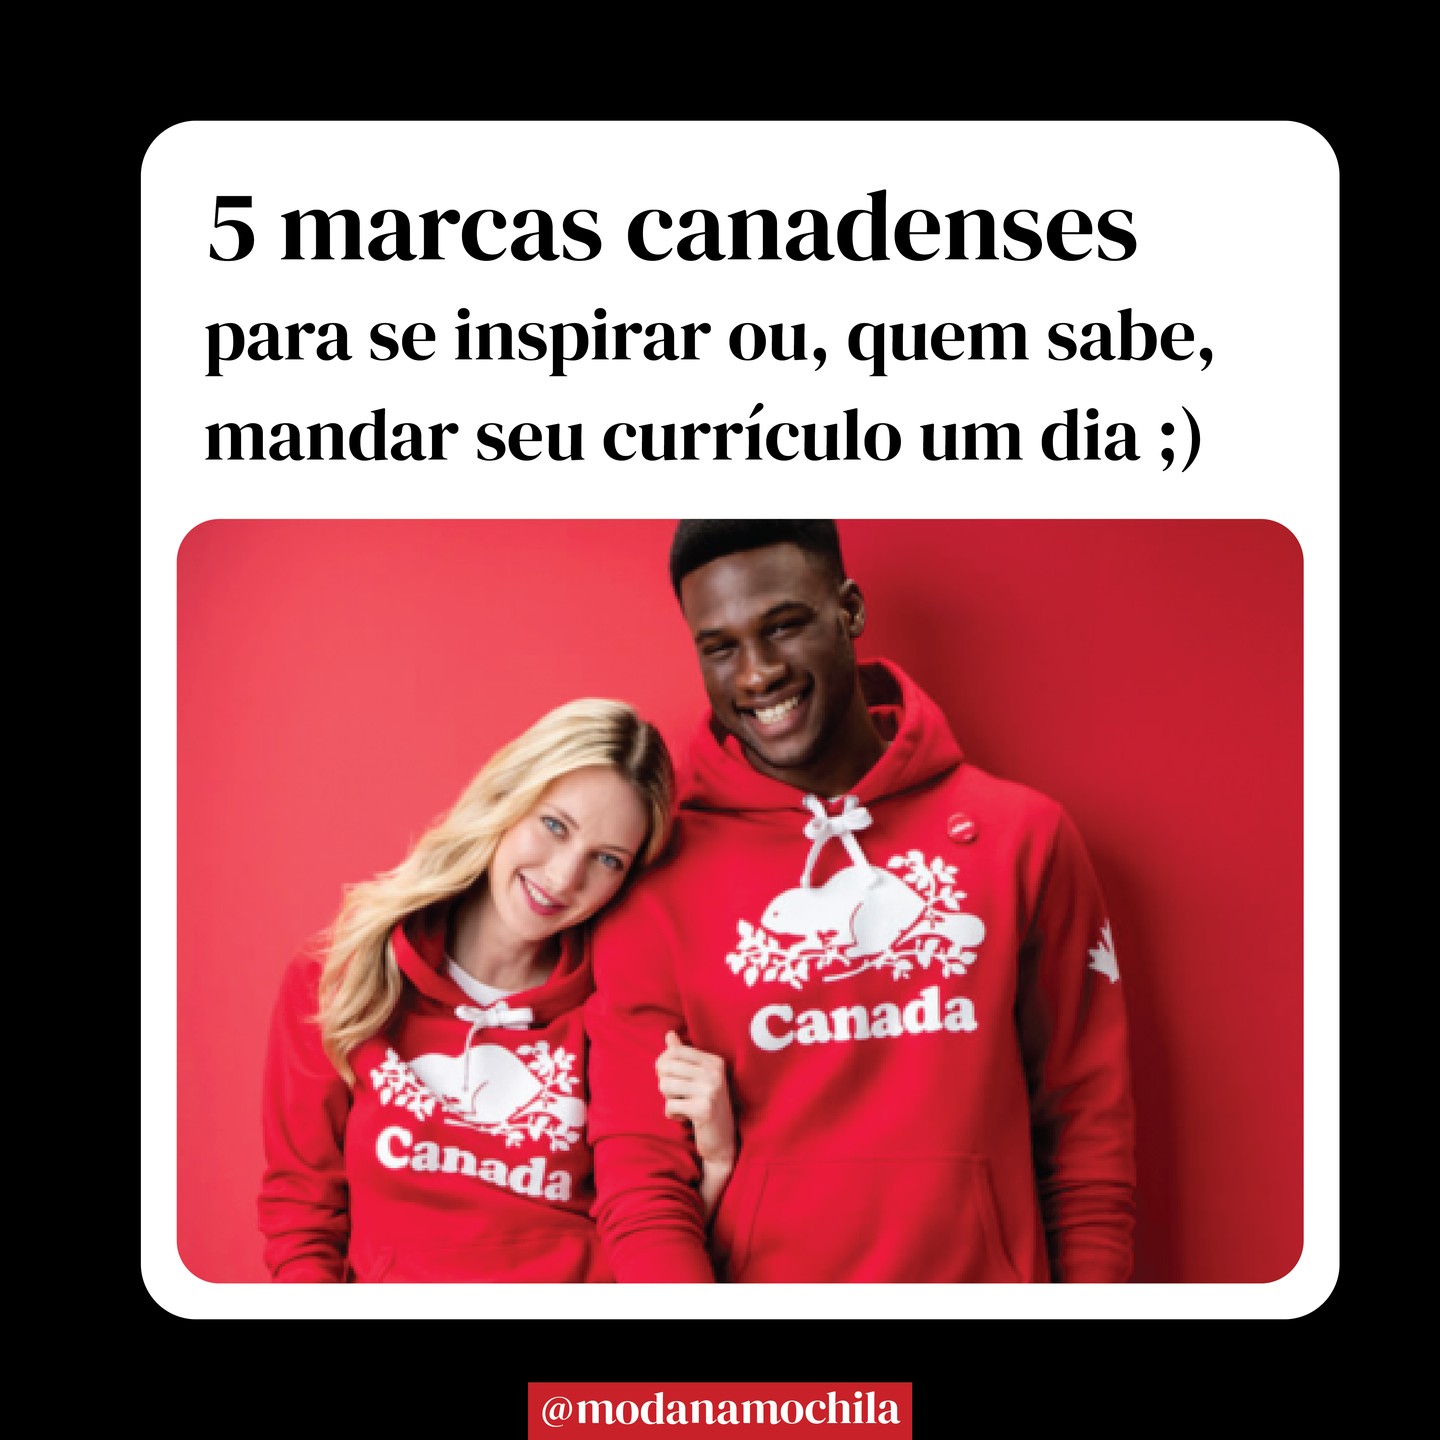 5 marcas canadenses
para se inspirar ou, quem sabe,
mandar seu currículo um dia ;)
Canada
Canada
@modanamochila